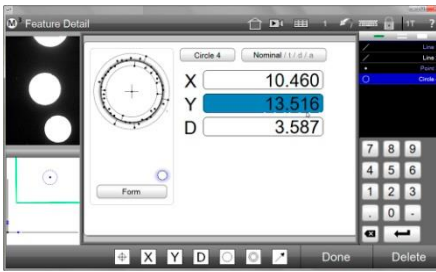 Feature Detail
1
1T
?
Circle 4
Nominal / t / d / a
X 10.460
Y 13.516
D 3.587
Form
Line
Line
Point
Circle
7 8 9
4 5 6
1 2 3
. 0 -
X Y D
Done
Delete